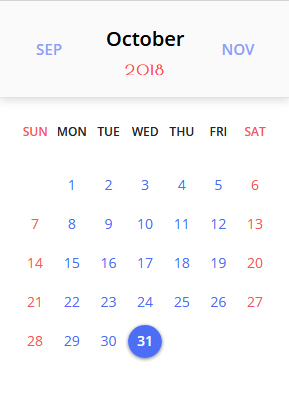 SEP October NOV
2018
SUN MON TUE WED THU FRI SAT
1 2 3 4 5 6
7 8 9 10 11 12 13
14 15 16 17 18 19 20
21 22 23 24 25 26 27
28 29 30 31